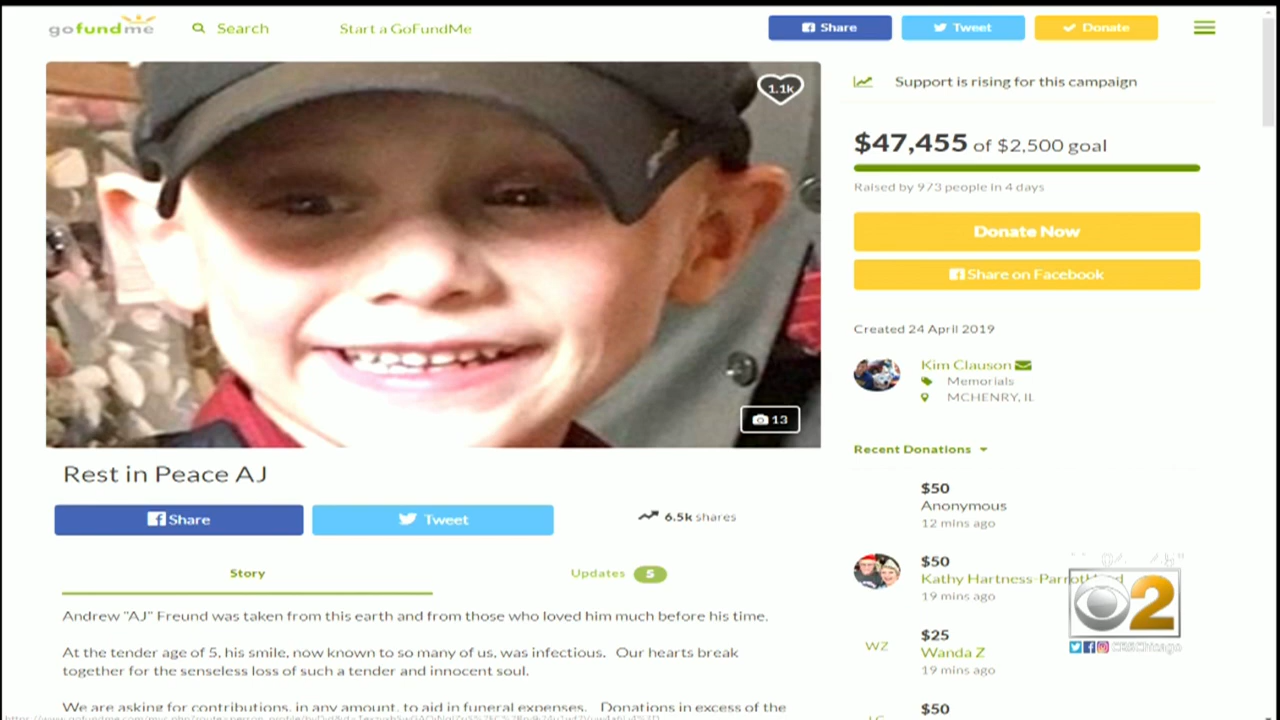 gofundme
Search
Start a GoFundMe
Share
Tweet
Donate
1.1k
13
Rest in Peace AJ
Share
Tweet
6.5k shares
Story
Updates 5
Andrew "AJ" Freund was taken from this earth and from those who loved him much before his time.
At the tender age of 5, his smile, now known to many of us, was infectious. Our hearts break
together for the senseless loss of such a tender and innocent soul.
We are asking for contributions, in any amount, to aid in funeral expenses. Donations in excess of the
Support is rising for this campaign
$47,455 of $2,500 goal
Raised by 973 people in 4 days
Donate Now
Share on Facebook
Created 24 April 2019
Kim Clauson
Memorials
MCHENRY, IL
Recent Donations
$50
Anonymous
12 mins ago
$50
Kathy Hartness-Parrot
19 mins ago
WZ
$25
Wanda Z
19 mins ago
$50
2
CBSChicago